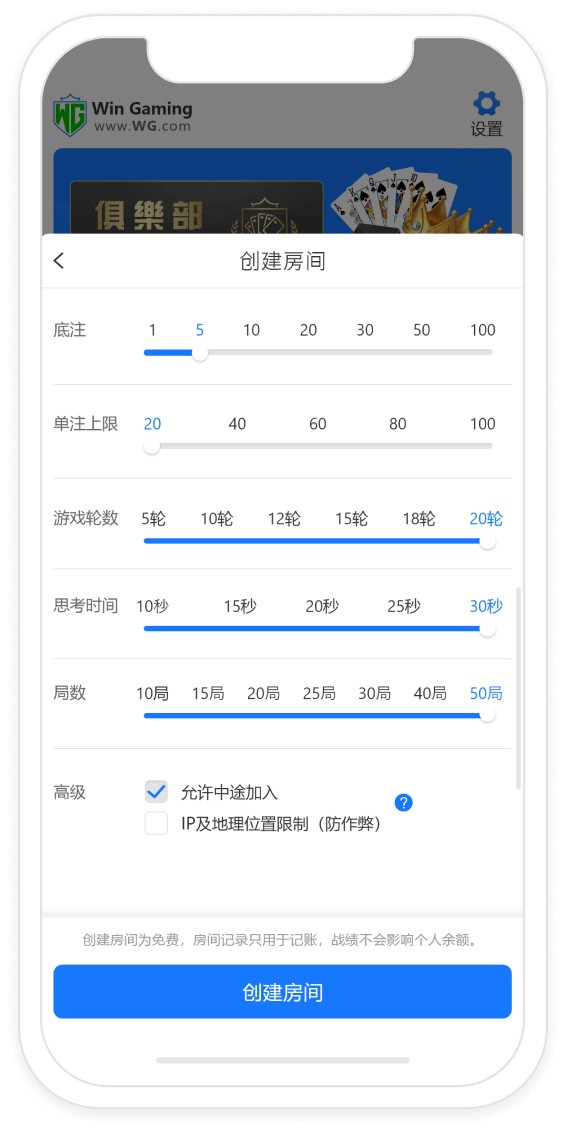 WG Win Gaming
www.WG.com
设置
俱樂部
K Q J 10
创建房间
底注 1 5 10 20 30 50 100
单注上限 20 40 60 80 100
游戏轮数 5轮 10轮 12轮 15轮 18轮 20轮
思考时间 10秒 15秒 20秒 25秒 30秒
局数 10局 15局 20局 25局 30局 40局 50局
高级 允许中途加入
?
IP及地理位置限制（防作弊）
创建房间为免费，房间记录只用于记账，战绩不会影响个人余额。
创建房间